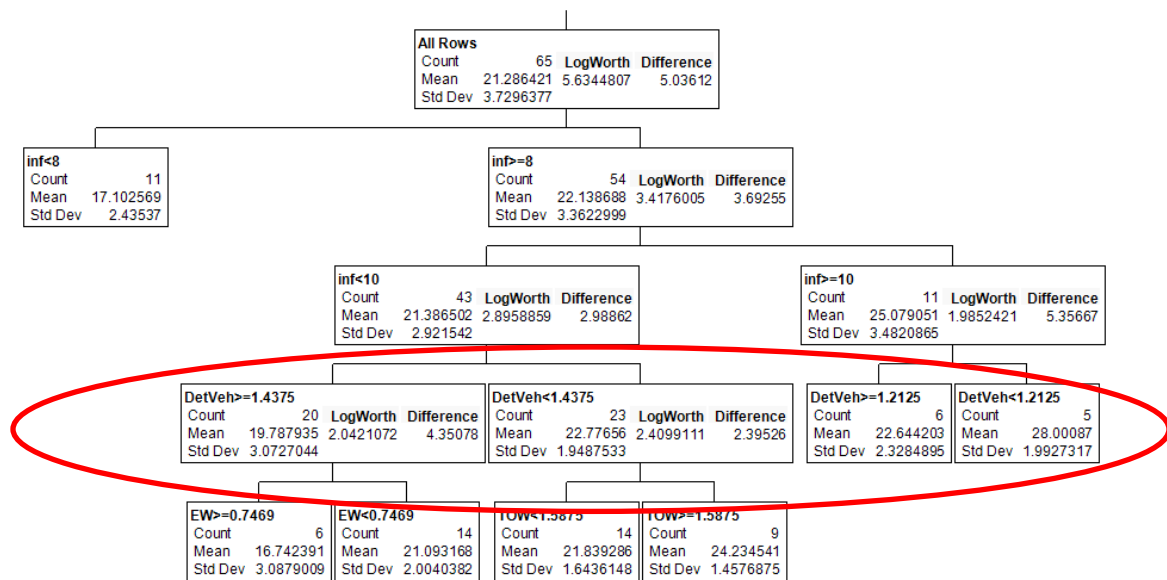 All Rows
Count 65 LogWorth Difference
Mean 21.286421 5.6344807 5.03612
Std Dev 3.7296377
inf<8
Count 11
Mean 17.102569
Std Dev 2.43537
inf>=8
Count 54 LogWorth Difference
Mean 22.138688 3.4176005 3.69255
Std Dev 3.3622999
inf<10
Count 43 LogWorth Difference
Mean 21.386502 2.8958859 2.98862
Std Dev 2.921542
inf>=10
Count 11 LogWorth Difference
Mean 25.079051 1.9852421 5.35667
Std Dev 3.4820865
DetVeh>=1.4375
Count 20 LogWorth Difference
Mean 19.787935 2.0421072 4.35078
Std Dev 3.0727044
DetVeh<1.4375
Count 23 LogWorth Difference
Mean 22.77656 2.4099111 2.39526
Std Dev 1.9487533
DetVeh>=1.2125
Count 6
Mean 22.644203
Std Dev 2.3284895
DetVeh<1.2125
Count 5
Mean 28.00087
Std Dev 1.9927317
EW>=0.7469
Count 6
Mean 16.742391
Std Dev 3.0879009
EW<0.7469
Count 14
Mean 21.093168
Std Dev 2.0040382
TOW<1.5875
Count 14
Mean 21.839286
Std Dev 1.6436148
TOW>=1.5875
Count 9
Mean 24.234541
Std Dev 1.4576875